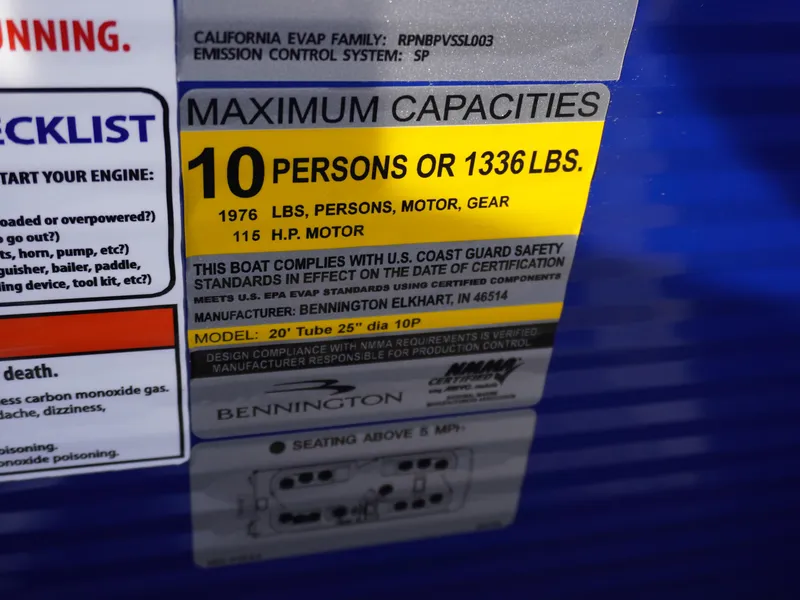 UNNING.
ECKLIST
TART YOUR ENGINE:
oaded or overpowered?)
go out?)
ts, horn, pump, etc?)
guisher, bailer, paddle,
ling device, tool kit, etc?)
death.
ess carbon monoxide gas.
dache, dizziness,
oisoning.
onoxide poisoning.
CALIFORNIA EVAP FAMILY: RPNBPVSSL003
EMISSION CONTROL SYSTEM: SP
MAXIMUM CAPACITIES
10 PERSONS OR 1336 LBS.
1976 LBS, PERSONS, MOTOR, GEAR
115 H.P. MOTOR
THIS BOAT COMPLIES WITH U.S. COAST GUARD SAFETY
STANDARDS IN EFFECT ON THE DATE OF CERTIFICATION
MEETS U.S. EPA EVAP STANDARDS USING CERTIFIED COMPONENTS
MANUFACTURER: BENNINGTON ELKHART, IN 46514
MODEL: 20' Tube 25" dia 10P
DESIGN COMPLIANCE WITH NMMA REQUIREMENTS IS VERIFIED.
MANUFACTURER RESPONSIBLE FOR PRODUCTION CONTROL
BENNINGTON
NMMA
CERTIFIED
MANUFACTURERS ASSOCIATION
SEATING ABOVE 5 MPH